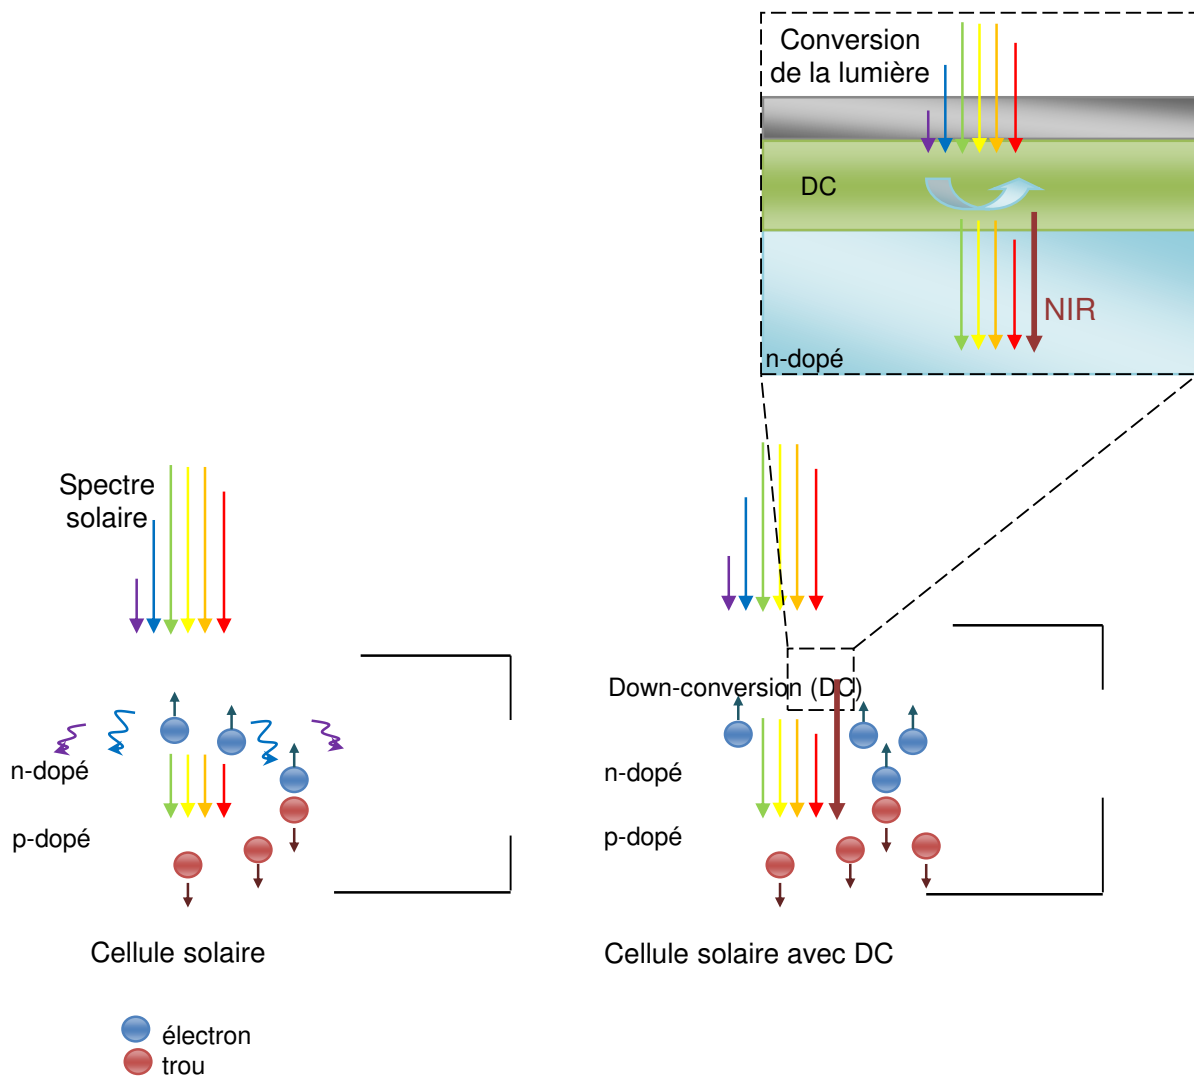 Conversion
de la lumière
DC
NIR
n-dopé
Spectre
solaire
Down-conversion (DC)
n-dopé
p-dopé
n-dopé
p-dopé
Cellule solaire
Cellule solaire avec DC
électron
trou